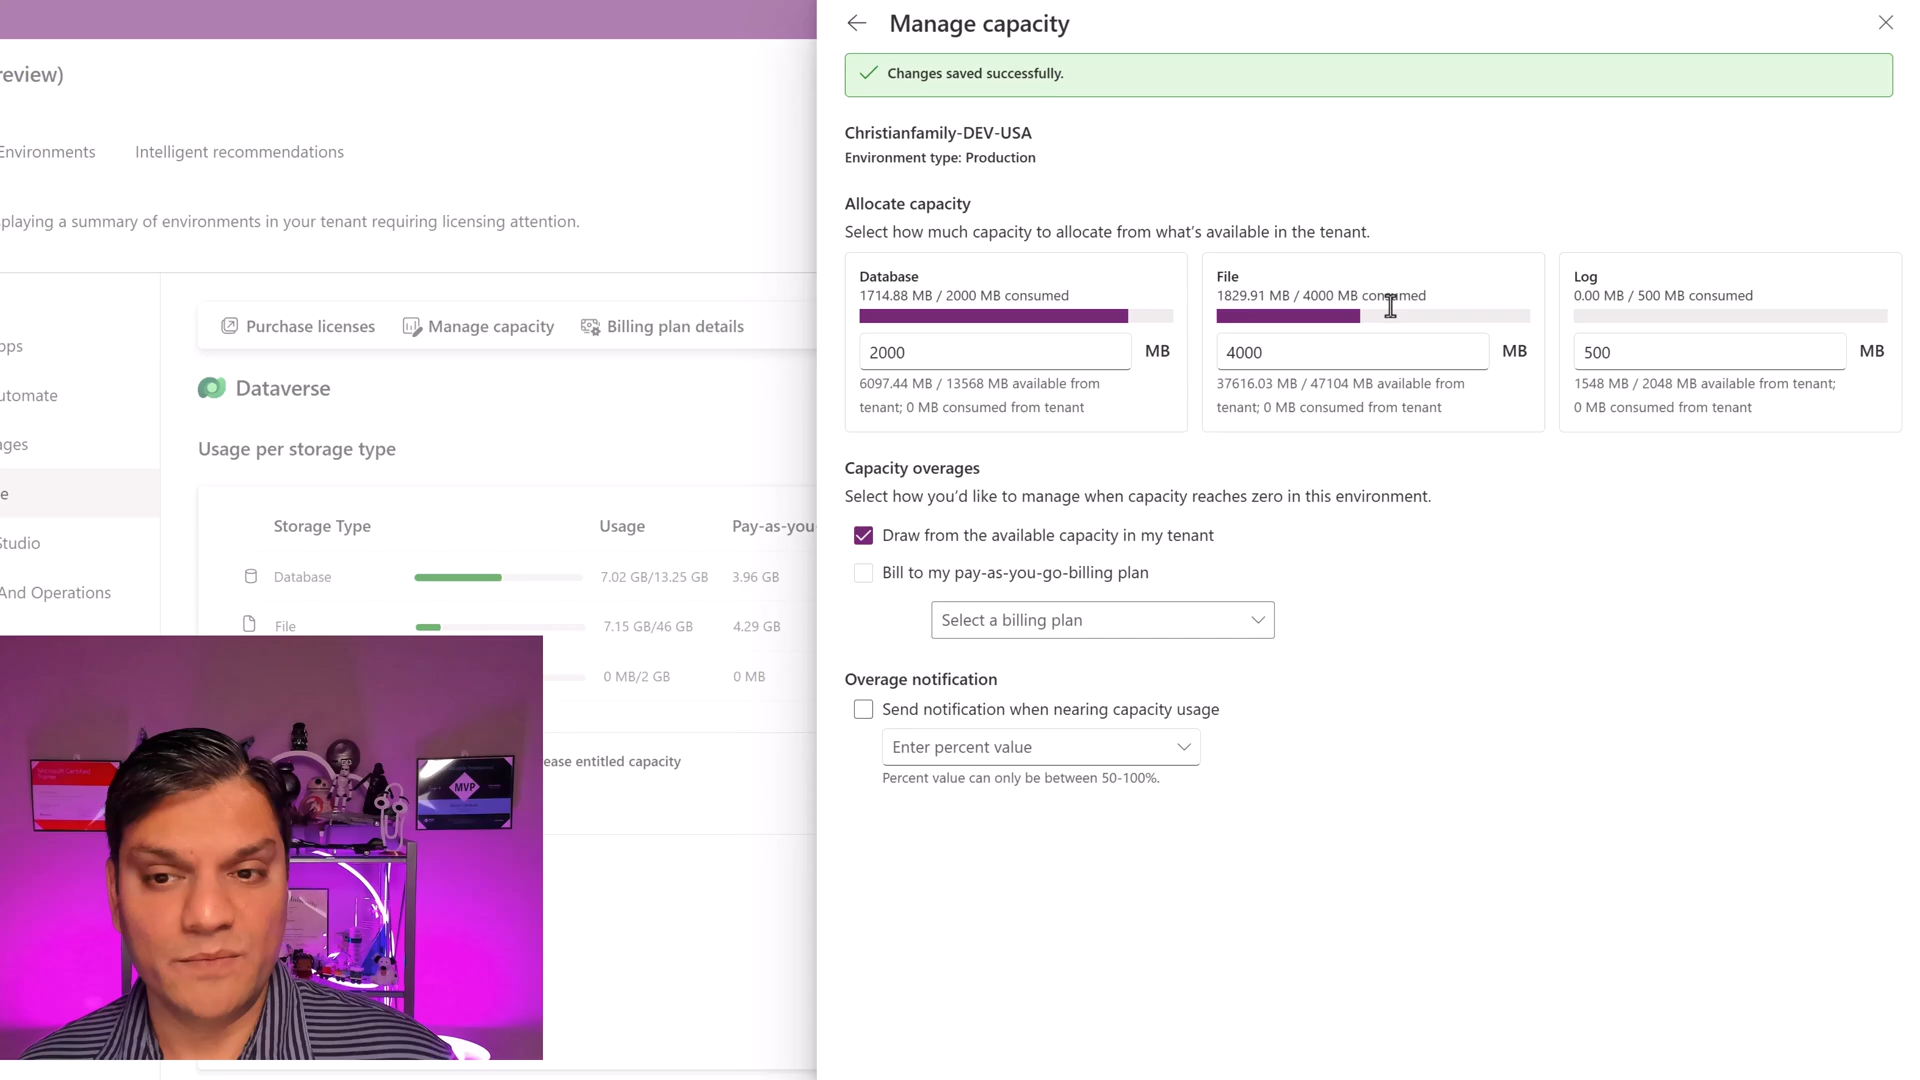 Manage capacity
Changes saved successfully.
review)
Christianfamily-DEV-USA
Environment type: Production
Environments
Intelligent recommendations
Allocate capacity
Select how much capacity to allocate from what's available in the tenant.
playing a summary of environments in your tenant requiring licensing attention.
Database
1714.88 MB / 2000 MB consumed
2000 MB
6097.44 MB / 13568 MB available from
tenant; 0 MB consumed from tenant
File
1829.91 MB / 4000 MB consumed
4000 MB
37616.03 MB / 47104 MB available from
tenant; 0 MB consumed from tenant
Log
0.00 MB / 500 MB consumed
500 MB
1548 MB / 2048 MB available from tenant;
0 MB consumed from tenant
Purchase licenses
Manage capacity
Billing plan details
pps
utomate
ages
e
Studio
And Operations
Dataverse
Usage per storage type
Storage Type Usage Pay-as-you
Database 7.02 GB/13.25 GB 3.96 GB
File 7.15 GB/46 GB 4.29 GB
0 MB/2 GB 0 MB
ease entitled capacity
Capacity overages
Select how you'd like to manage when capacity reaches zero in this environment.
Draw from the available capacity in my tenant
Bill to my pay-as-you-go-billing plan
Select a billing plan
Overage notification
Send notification when nearing capacity usage
Enter percent value
Percent value can only be between 50-100%.
Microsoft Certified
Trainer
MVP